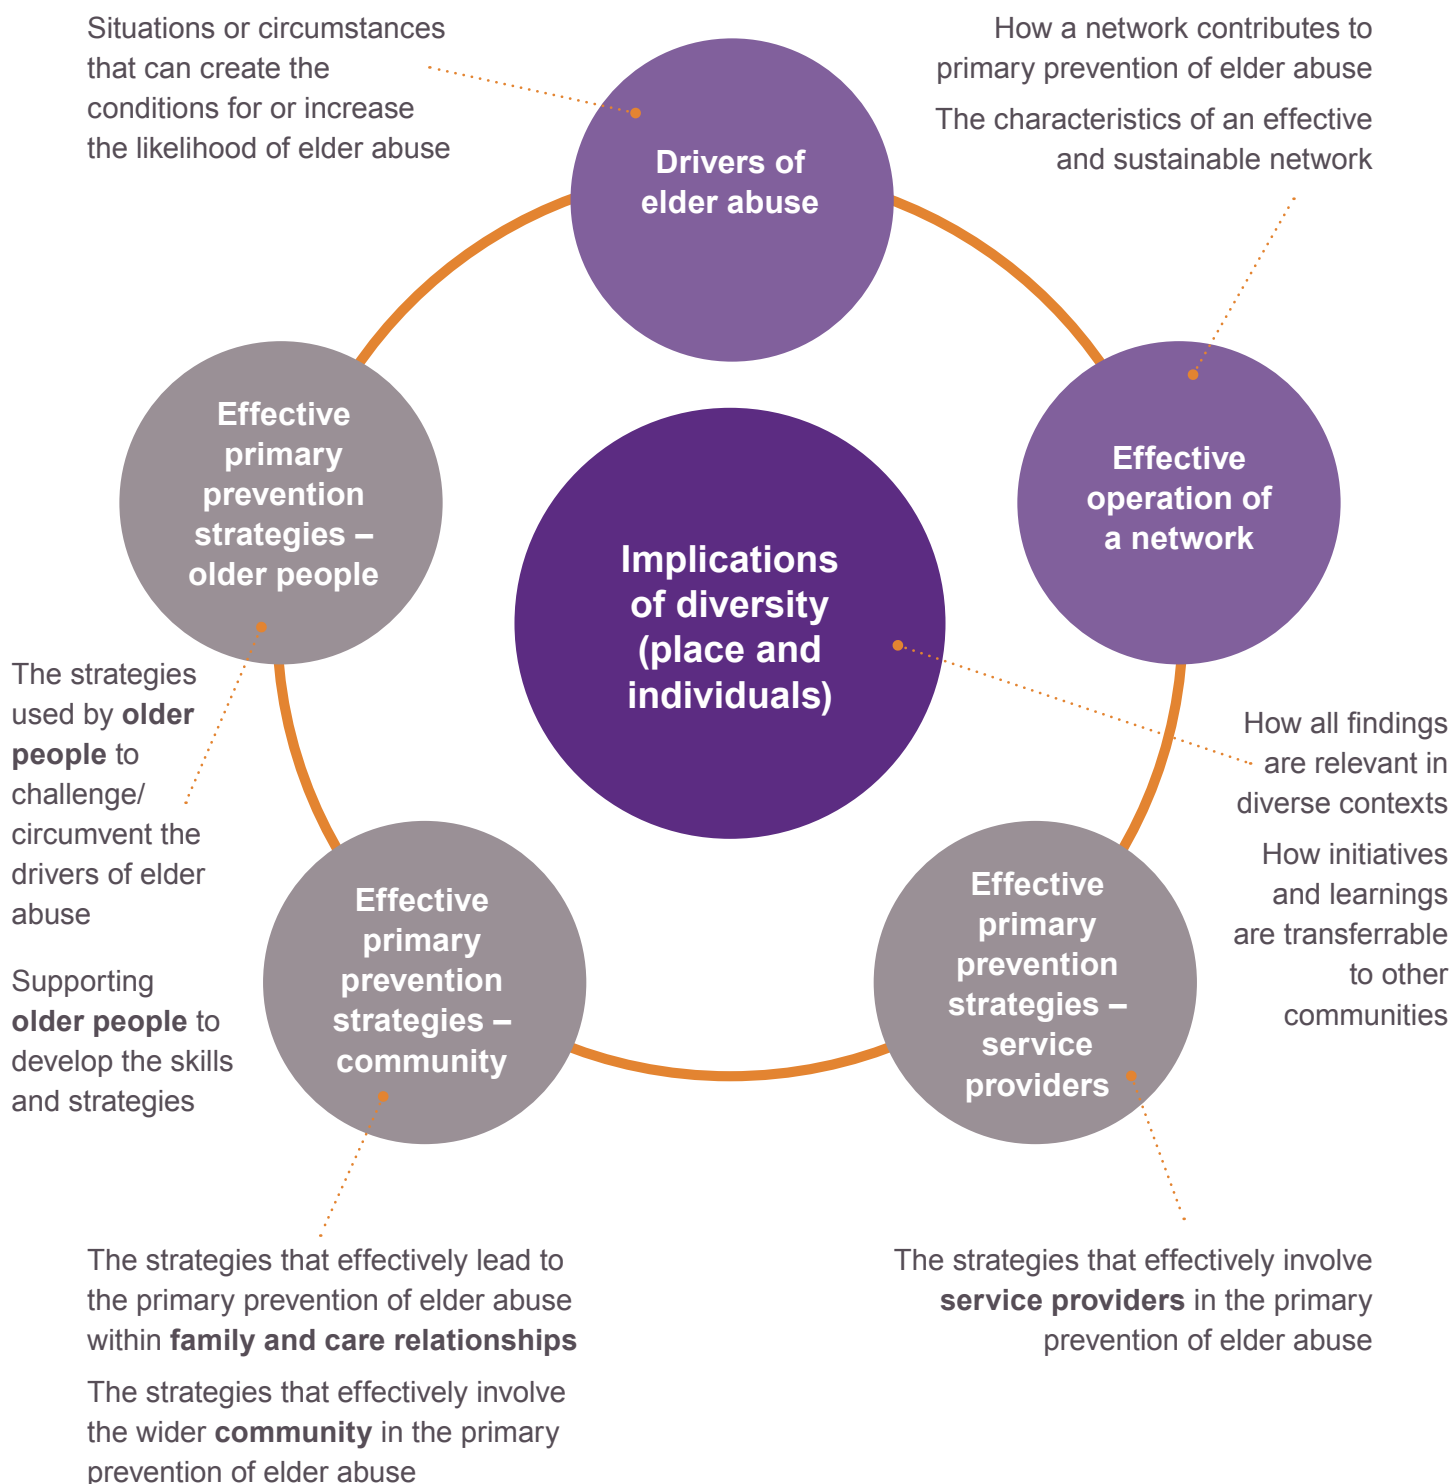 Situations or circumstances
that can create the
conditions for or increase
the likelihood of elder abuse
How a network contributes to
primary prevention of elder abuse
The characteristics of an effective
and sustainable network
Drivers of
elder abuse
Effective
operation of
a network
Effective
primary
prevention
strategies –
older people
Implications
of diversity
(place and
individuals)
The strategies
used by older
people to
challenge/
circumvent the
drivers of elder
abuse
Supporting
older people to
develop the skills
and strategies
How all findings
are relevant in
diverse contexts
How initiatives
and learnings
are transferrable
to other
communities
Effective
primary
prevention
strategies –
community
Effective
primary
prevention
strategies –
service
providers
The strategies that effectively lead to
the primary prevention of elder abuse
within family and care relationships
The strategies that effectively involve
the wider community in the primary
prevention of elder abuse
The strategies that effectively involve
service providers in the primary
prevention of elder abuse